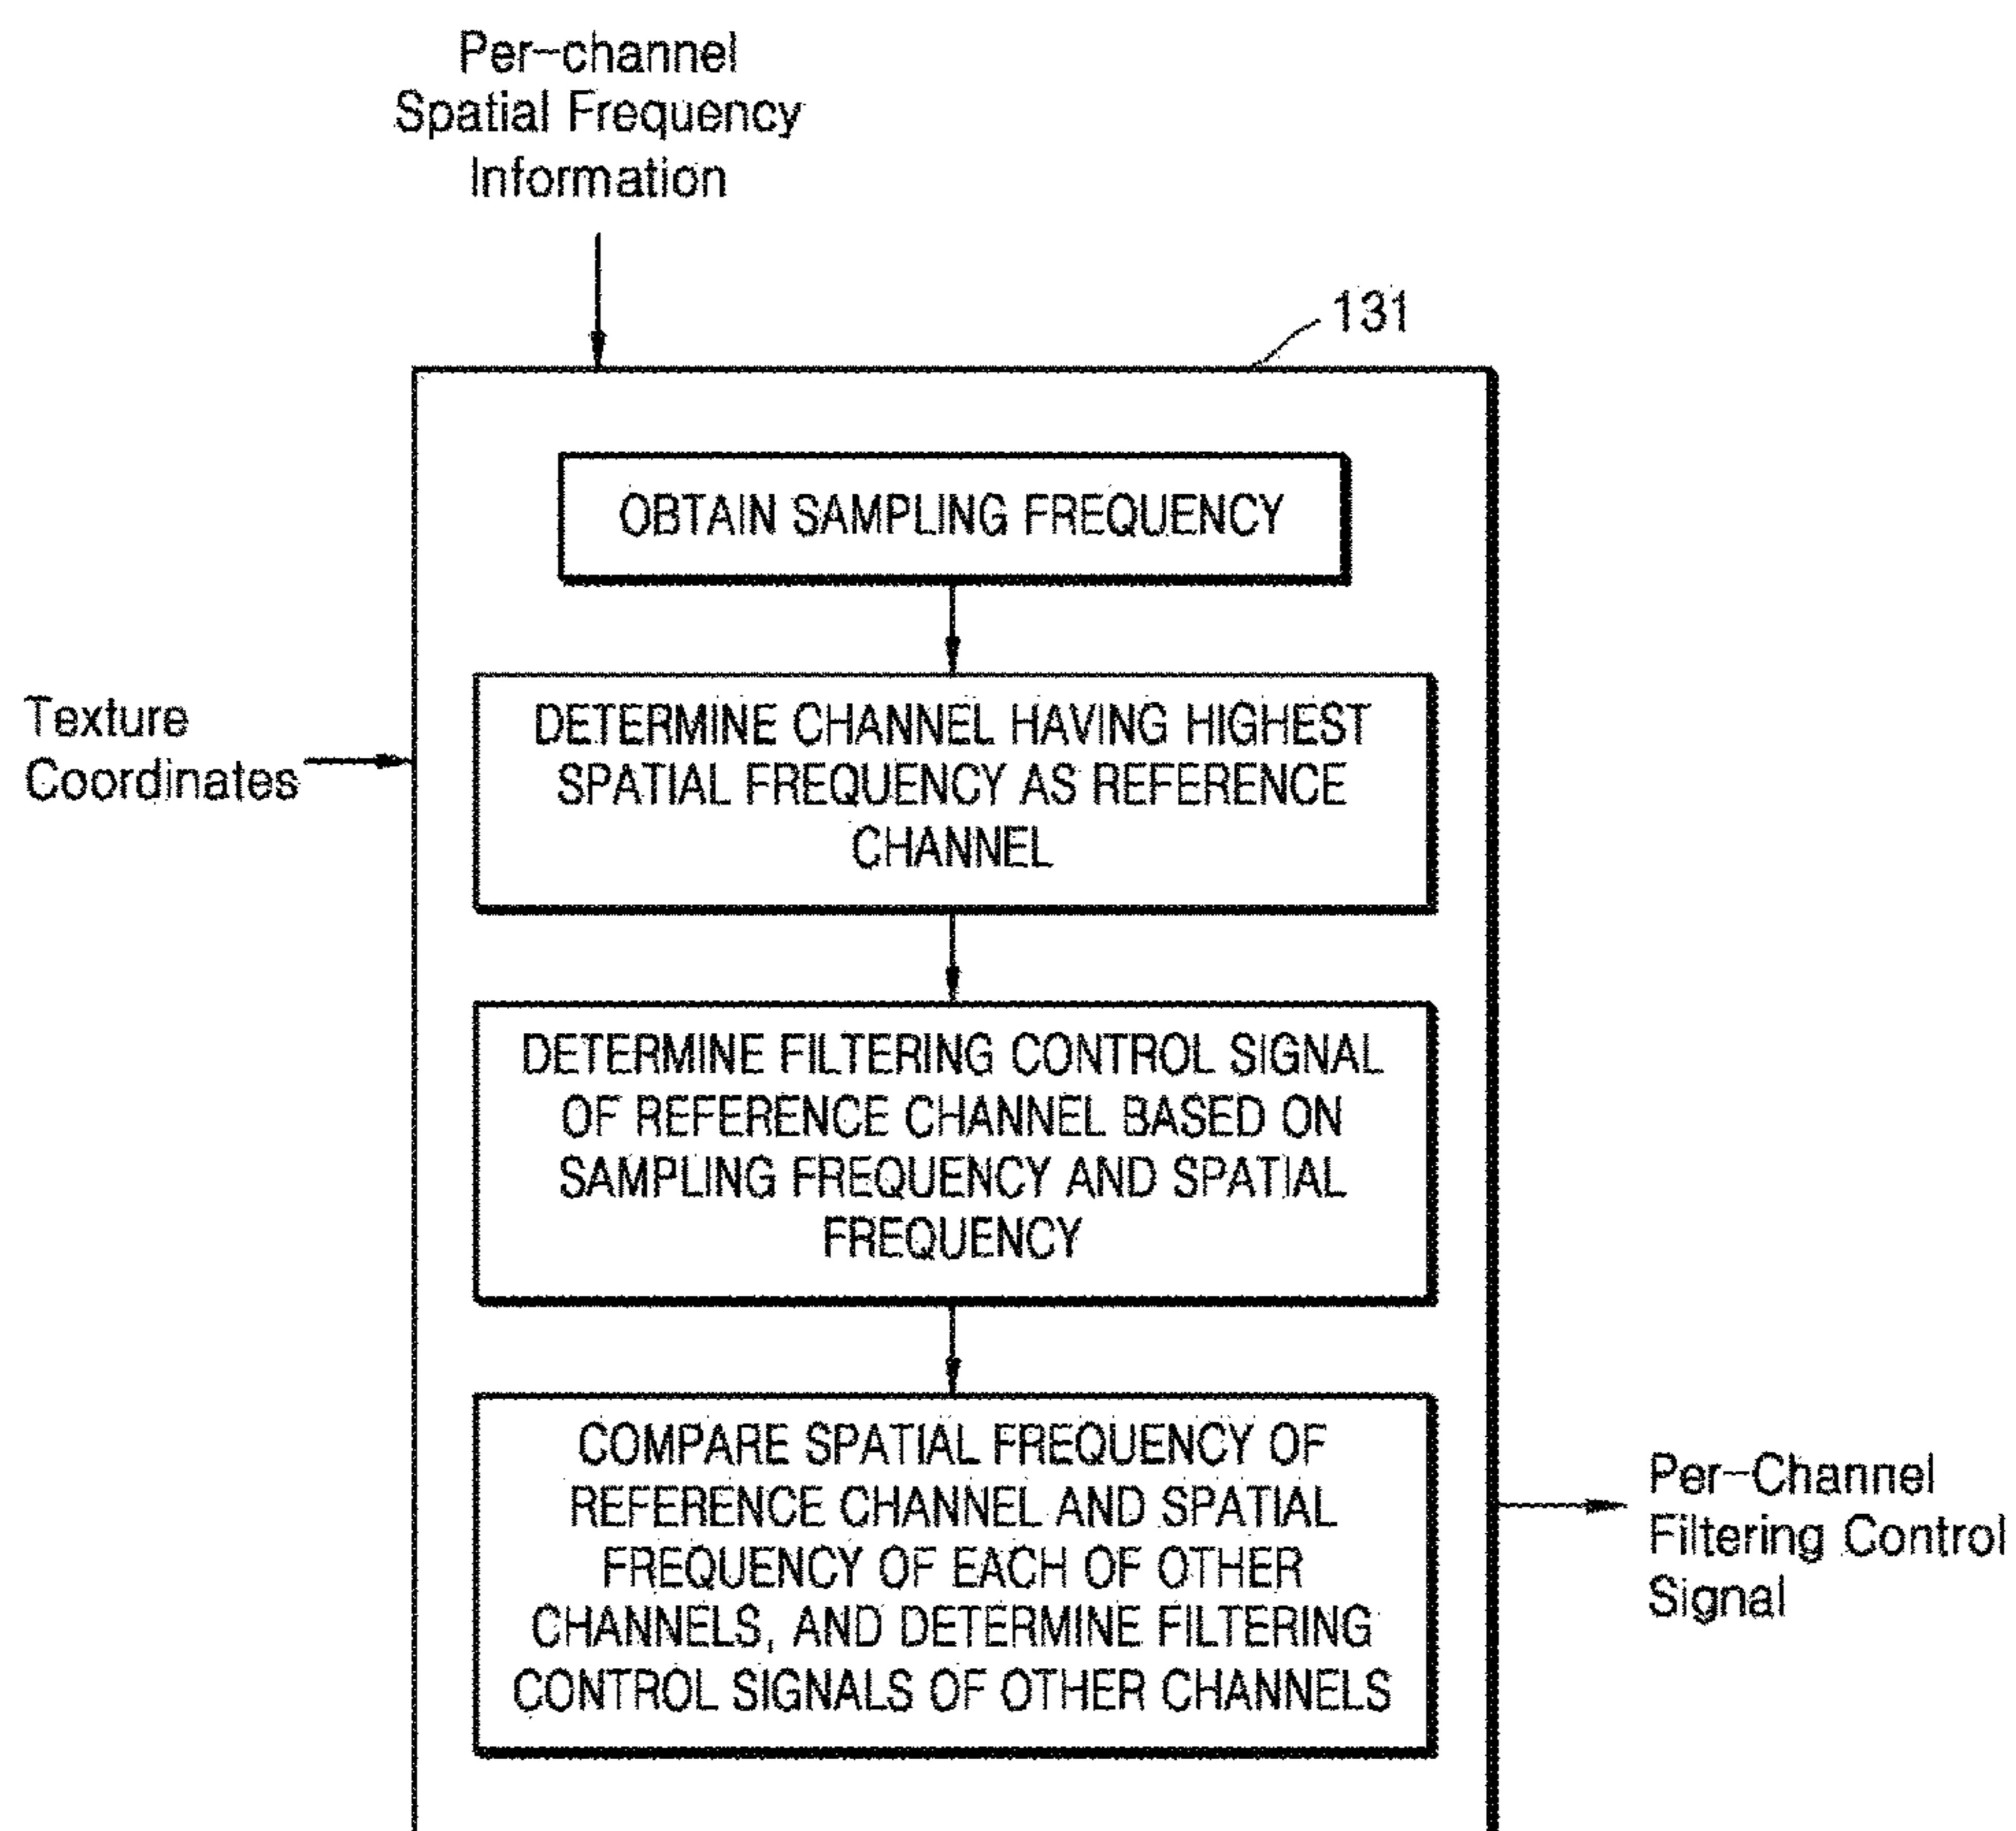 Per-channel
Spatial Frequency
Information
131
OBTAIN SAMPLING FREQUENCY
Texture
Coordinates
DETERMINE CHANNEL HAVING HIGHEST
SPATIAL FREQUENCY AS REFERENCE
CHANNEL
DETERMINE FILTERING CONTROL SIGNAL
OF REFERENCE CHANNEL BASED ON
SAMPLING FREQUENCY AND SPATIAL
FREQUENCY
COMPARE SPATIAL FREQUENCY OF
REFERENCE CHANNEL AND SPATIAL
FREQUENCY OF EACH OF OTHER
CHANNELS, AND DETERMINE FILTERING
CONTROL SIGNALS OF OTHER CHANNELS
Per-Channel
Filtering Control
Signal